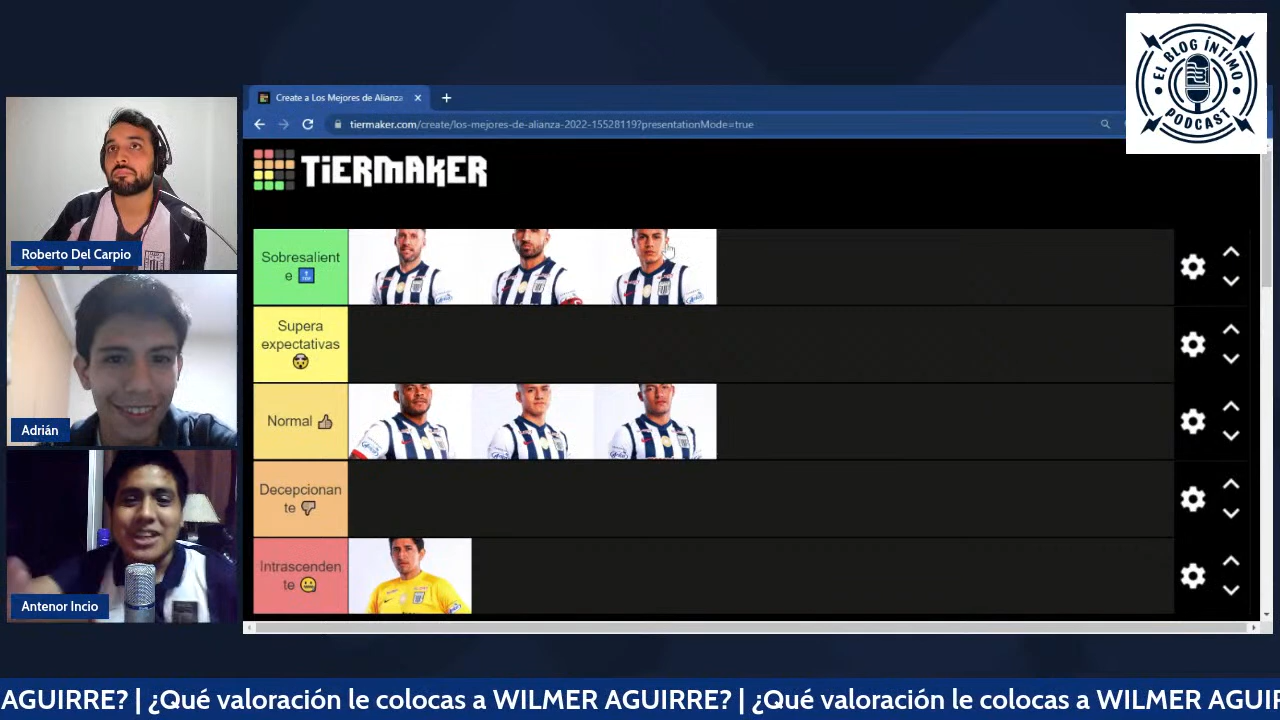 EL BLOG ÍNTIMO
PODCAST
Create a Los Mejores de Alianza
tiermaker.com/create/los-mejores-de-alianza-2022-15528119?presentationMode=true
TiERMAKER
Roberto Del Carpio
Adrián
Antenor Incio
Sobresalient
e
Supera
expectativas
Normal
Decepcionan
te
Intrascenden
te
AGUIRRE? | ¿Qué valoración le colocas a WILMER AGUIRRE? | ¿Qué valoración le colocas a WILMER AGUIR